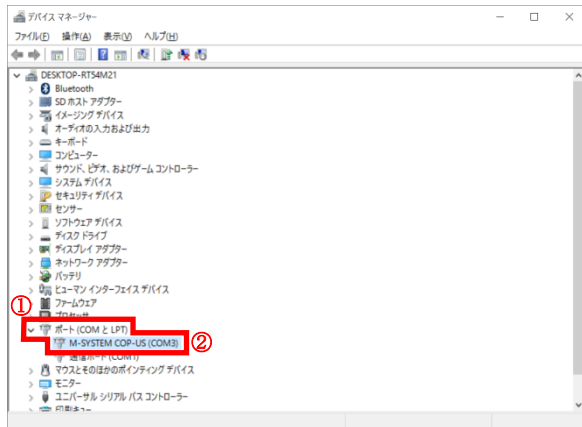 デバイス マネージャー
ファイル(F) 操作(A) 表示(V) ヘルプ(H)
DESKTOP-RT54M21
Bluetooth
SD ホスト アダプター
イメージング デバイス
オーディオの入力および出力
キーボード
コンピューター
サウンド、ビデオ、およびゲーム コントローラー
システム デバイス
セキュリティ デバイス
センサー
ソフトウェア デバイス
ディスク ドライブ
ディスプレイ アダプター
ネットワーク アダプター
バッテリ
ヒューマン インターフェイス デバイス
① ファームウェア
プロセッサ
ポート (COM と LPT)
M-SYSTEM COP-US (COM3) ②
通信ポート (COM1)
マウスとそのほかのポインティング デバイス
モニター
ユニバーサル シリアル バス コントローラー
印刷キュー